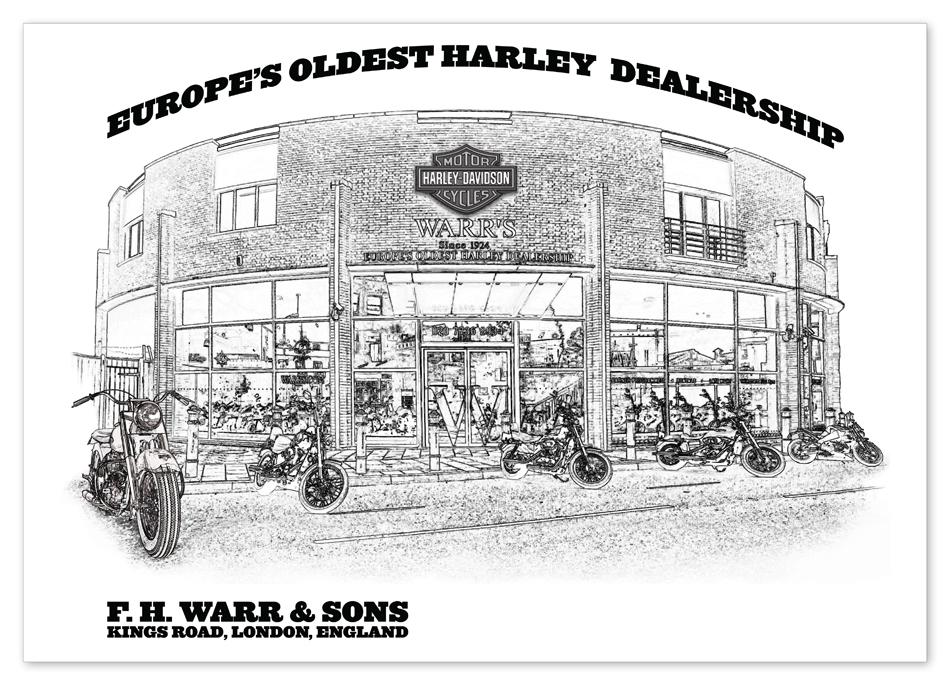 EUROPE'S OLDEST HARLEY DEALERSHIP
MOTOR
HARLEY-DAVIDSON
CYCLES
WARR'S
Since 1924
EUROPE'S OLDEST HARLEY DEALERSHIP
W
F. H. WARR & SONS
KINGS ROAD, LONDON, ENGLAND